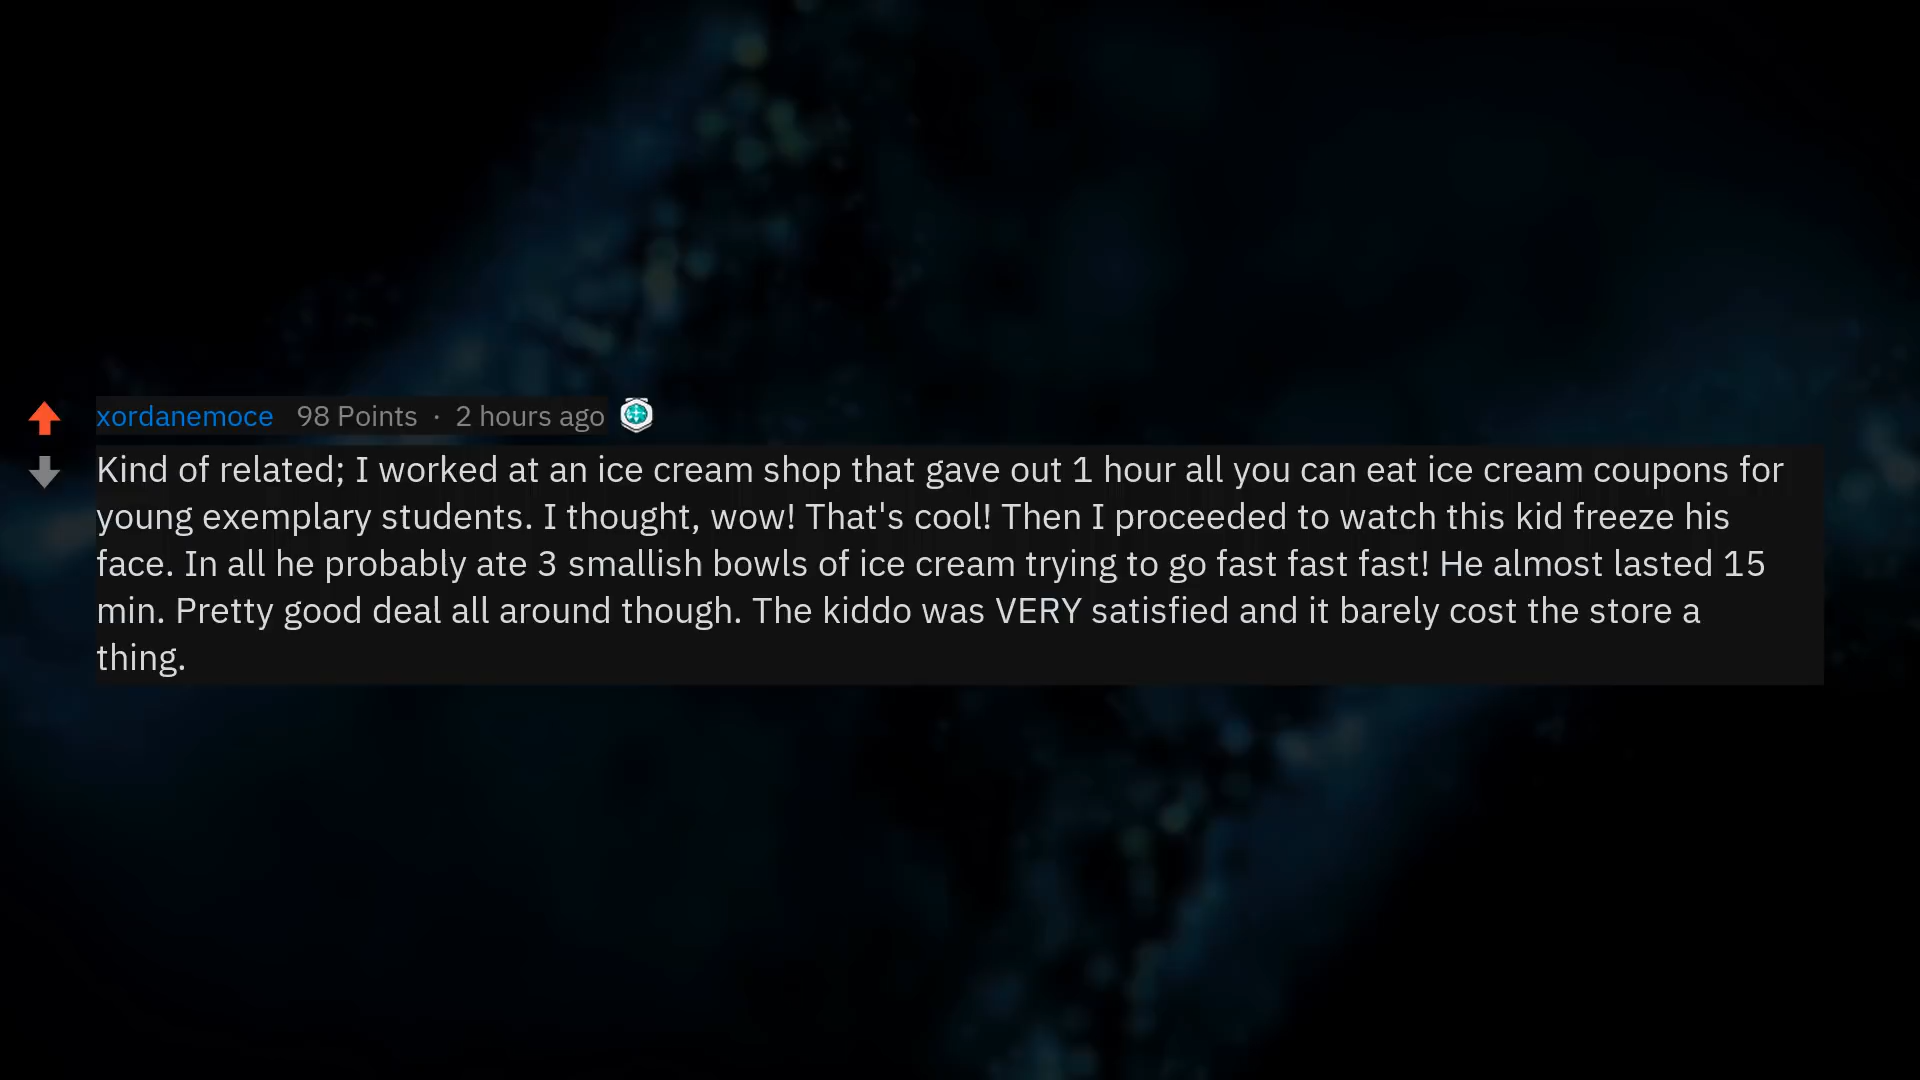 xordanemoce 98 Points · 2 hours ago
Kind of related; I worked at an ice cream shop that gave out 1 hour all you can eat ice cream coupons for
young exemplary students. I thought, wow! That's cool! Then I proceeded to watch this kid freeze his
face. In all he probably ate 3 smallish bowls of ice cream trying to go fast fast fast! He almost lasted 15
min. Pretty good deal all around though. The kiddo was VERY satisfied and it barely cost the store a
thing.